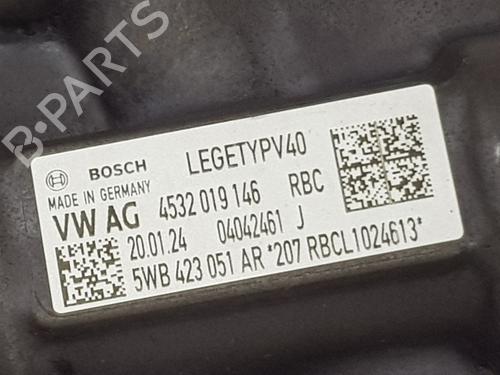 B-PARTS
BOSCH LEGETYPV40
MADE IN GERMANY
VW AG 4532 019 146 RBC
20.01.24 04042461 J
5WB 423 051 AR *207 RBCL1024613*